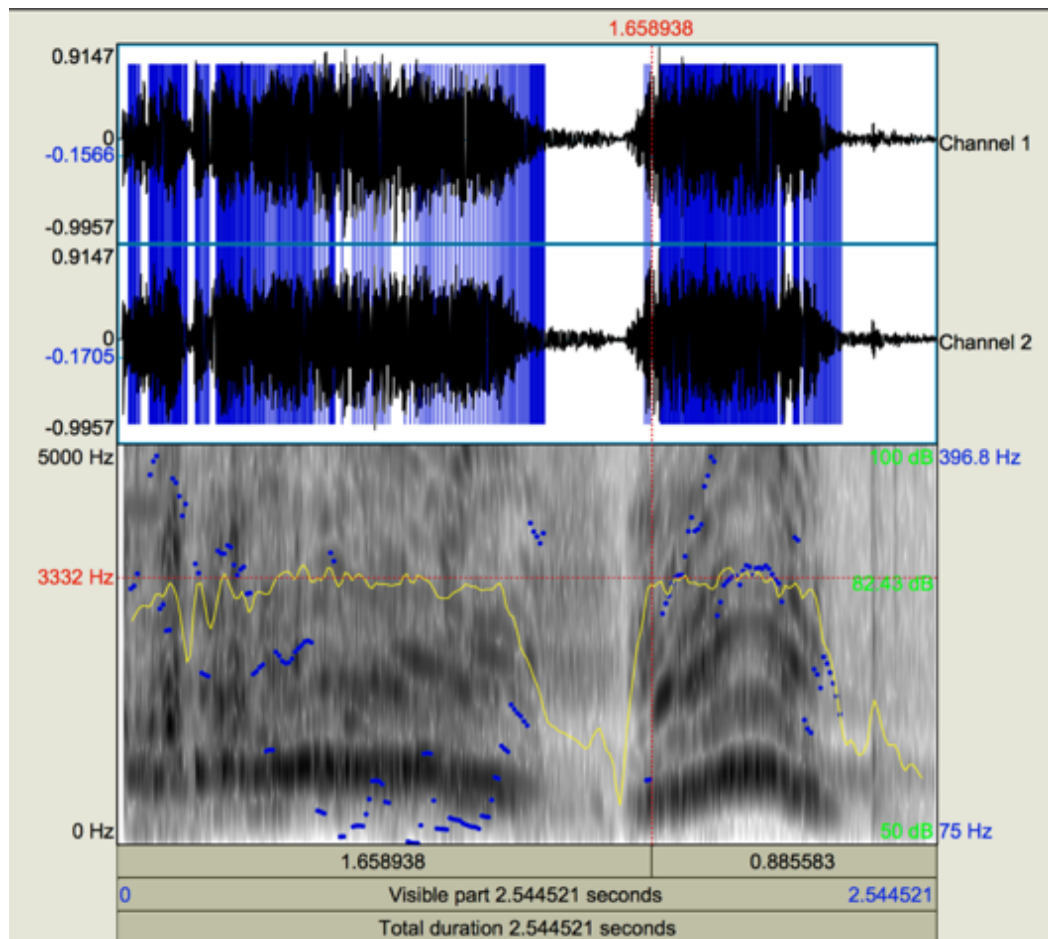 1.658938
0.9147
0
-0.1566
-0.9957
Channel 1
0.9147
0
-0.1705
-0.9957
Channel 2
5000 Hz 100 dB 396.8 Hz
3332 Hz 82.43 dB
0 Hz 50 dB 75 Hz
1.658938 0.885583
0 Visible part 2.544521 seconds 2.544521
Total duration 2.544521 seconds